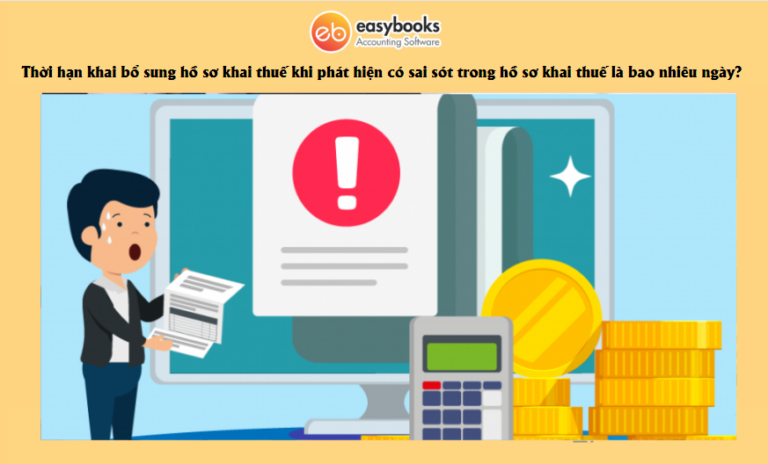 eb easybooks
Accounting Software
Thời hạn khai bổ sung hồ sơ khai thuế khi phát hiện có sai sót trong hồ sơ khai thuế là bao nhiêu ngày?